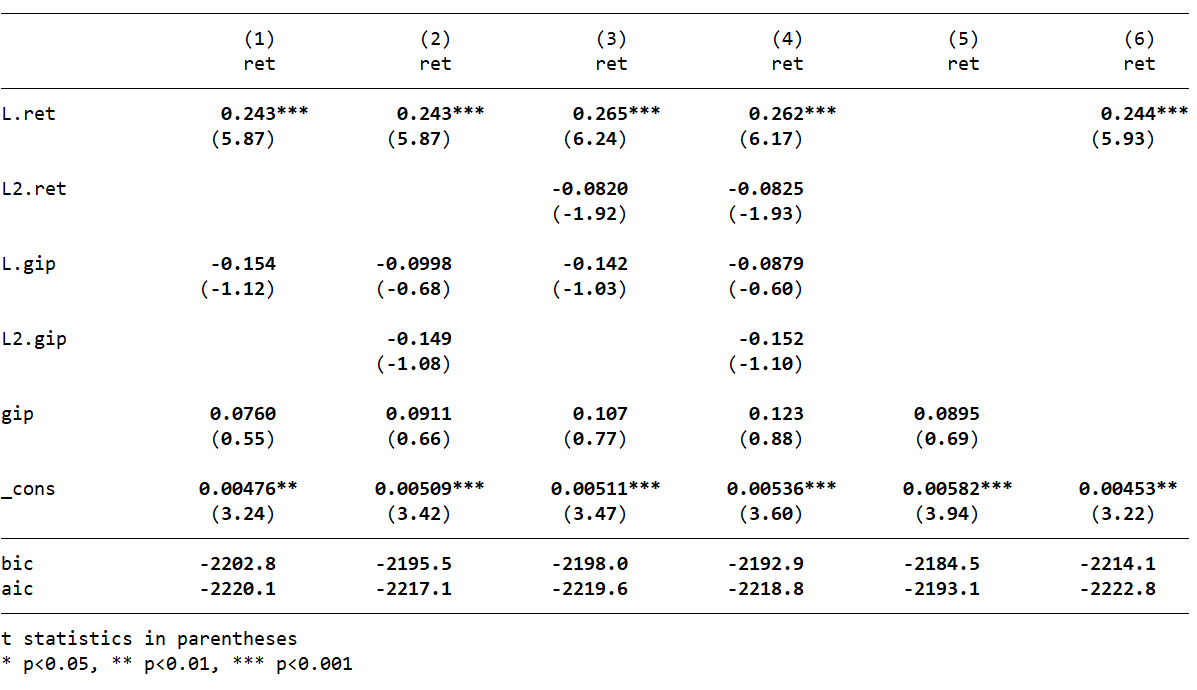 (1) (2) (3) (4) (5) (6)
ret ret ret ret ret ret
L.ret 0.243*** 0.243*** 0.265*** 0.262*** 0.244***
(5.87) (5.87) (6.24) (6.17) (5.93)
L2.ret -0.0820 -0.0825
(-1.92) (-1.93)
L.gip -0.154 -0.0998 -0.142 -0.0879
(-1.12) (-0.68) (-1.03) (-0.60)
L2.gip -0.149 -0.152
(-1.08) (-1.10)
gip 0.0760 0.0911 0.107 0.123 0.0895
(0.55) (0.66) (0.77) (0.88) (0.69)
_cons 0.00476** 0.00509*** 0.00511*** 0.00536*** 0.00582*** 0.00453**
(3.24) (3.42) (3.47) (3.60) (3.94) (3.22)
bic -2202.8 -2195.5 -2198.0 -2192.9 -2184.5 -2214.1
aic -2220.1 -2217.1 -2219.6 -2218.8 -2193.1 -2222.8
t statistics in parentheses
* p<0.05, ** p<0.01, *** p<0.001